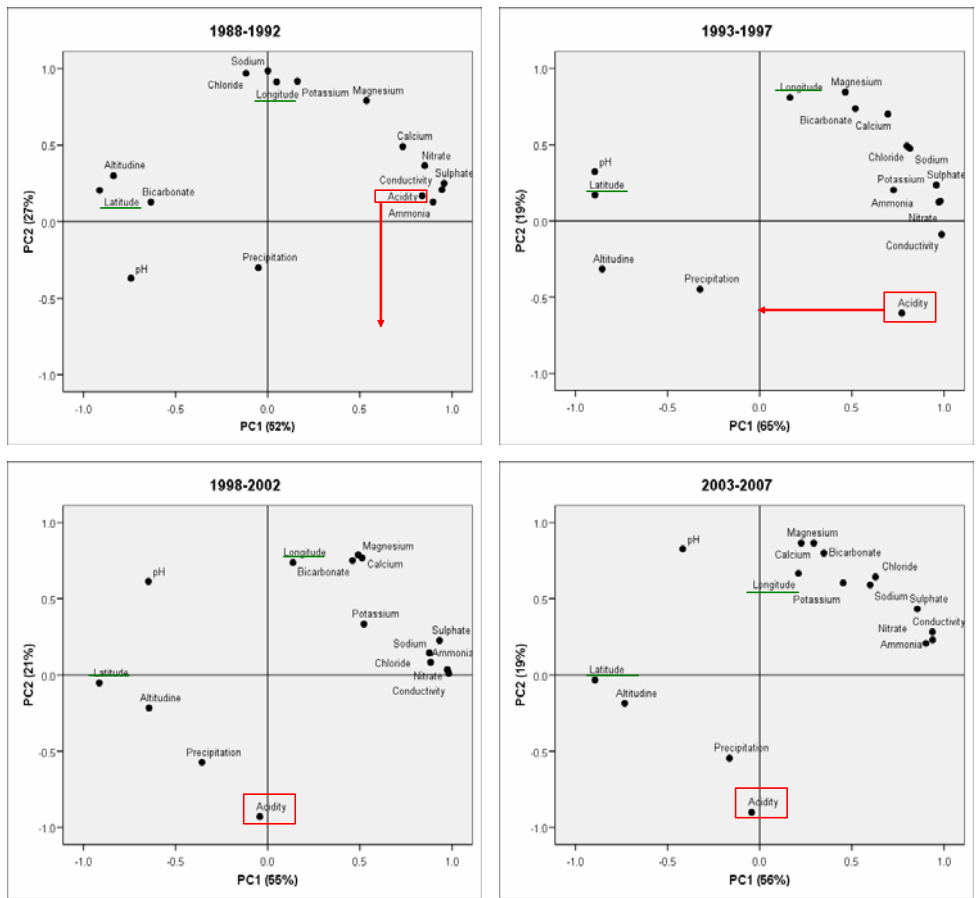 1988-1992
1.0
0.5
0.0
-0.5
-1.0
PC2 (27%)
Sodium
Chloride
Longitude
Potassium
Magnesium
Calcium
Nitrate
Altitudine
Conductivity
Sulphate
Bicarbonate
Acidity
Latitude
Ammonia
Precipitation
pH
-1.0 -0.5 0.0 0.5 1.0
PC1 (52%)
1993-1997
1.0
0.5
0.0
-0.5
-1.0
PC2 (19%)
Longitude
Magnesium
Bicarbonate
Calcium
Chloride
Sodium
pH
Potassium
Sulphate
Latitude
Ammonia
Nitrate
Conductivity
Altitudine
Precipitation
Acidity
-1.0 -0.5 0.0 0.5 1.0
PC1 (65%)
1998-2002
1.0
0.5
0.0
-0.5
-1.0
PC2 (21%)
Longitude
Magnesium
Bicarbonate
Calcium
pH
Potassium
Sulphate
Sodium
Ammonia
Chloride
Latitude
Nitrate
Conductivity
Altitudine
Precipitation
Acidity
-1.0 -0.5 0.0 0.5 1.0
PC1 (55%)
2003-2007
1.0
0.5
0.0
-0.5
-1.0
PC2 (19%)
Magnesium
pH
Calcium
Bicarbonate
Chloride
Longitude
Potassium
Sodium
Sulphate
Conductivity
Nitrate
Ammonia
Latitude
Altitudine
Precipitation
Acidity
-1.0 -0.5 0.0 0.5 1.0
PC1 (56%)